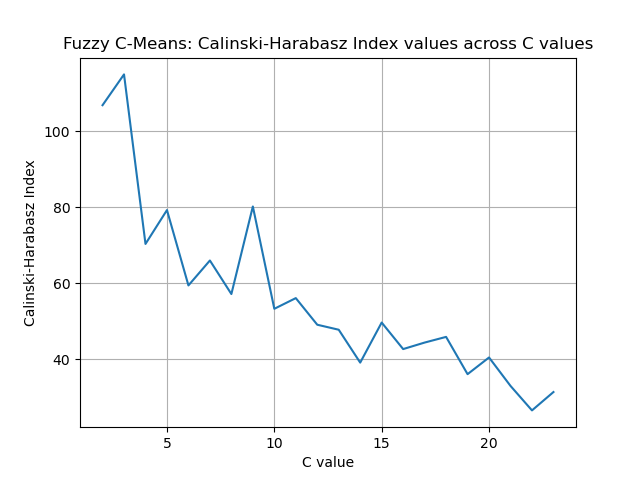 Fuzzy C-Means: Calinski-Harabasz Index values across C values
100
80
60
40
Calinski-Harabasz Index
5 10 15 20
C value